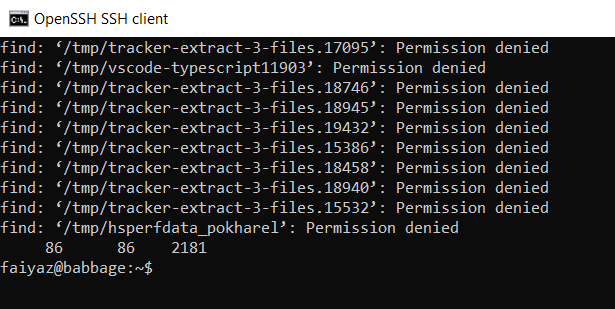 OpenSSH SSH client
find: ‘/tmp/tracker-extract-3-files.17095’: Permission denied
find: ‘/tmp/vscode-typescript11903’: Permission denied
find: ‘/tmp/tracker-extract-3-files.18746’: Permission denied
find: ‘/tmp/tracker-extract-3-files.18945’: Permission denied
find: ‘/tmp/tracker-extract-3-files.19432’: Permission denied
find: ‘/tmp/tracker-extract-3-files.15386’: Permission denied
find: ‘/tmp/tracker-extract-3-files.18458’: Permission denied
find: ‘/tmp/tracker-extract-3-files.18940’: Permission denied
find: ‘/tmp/tracker-extract-3-files.15532’: Permission denied
find: ‘/tmp/hsperfdata_pokharel’: Permission denied
     86      86    2181
faiyaz@babbage:~$